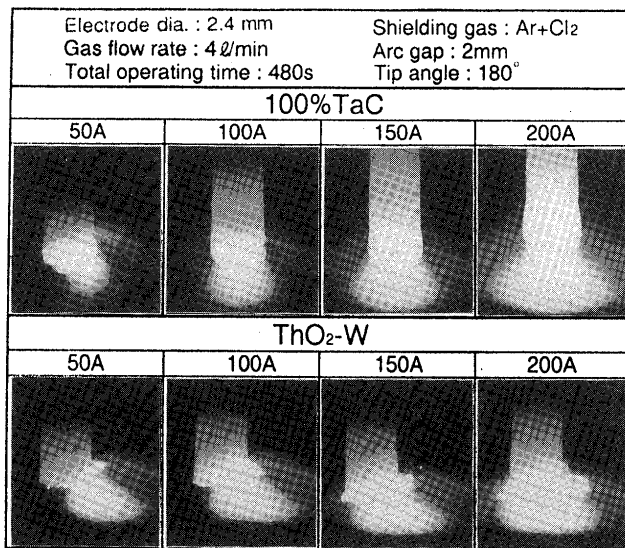 Electrode dia. : 2.4 mm Shielding gas : Ar+Cl₂
Gas flow rate : 4ℓ/min Arc gap : 2mm
Total operating time : 480s Tip angle : 180°
100%TaC
50A 100A 150A 200A
ThO₂-W
50A 100A 150A 200A